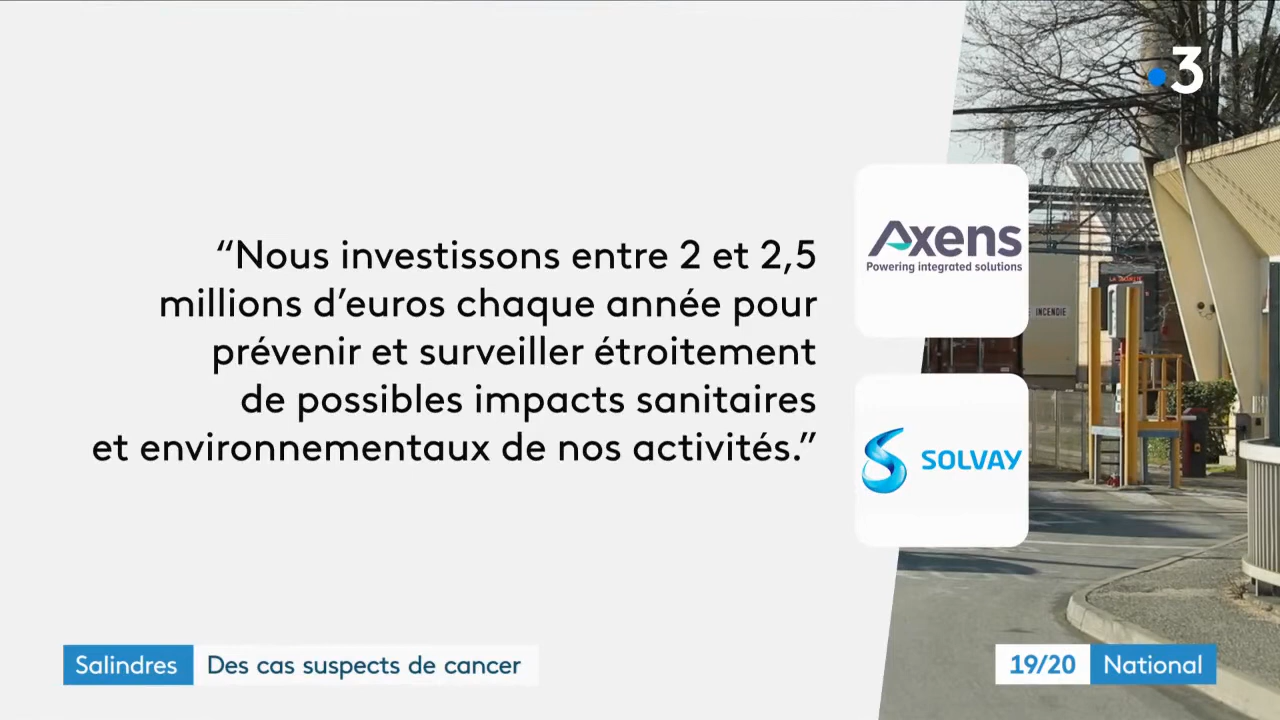 3
“Nous investissons entre 2 et 2,5
millions d’euros chaque année pour
prévenir et surveiller étroitement
de possibles impacts sanitaires
et environnementaux de nos activités.”
Axens
Powering integrated solutions
INCENDIE
SOLVAY
Salindres
Des cas suspects de cancer
19/20
National